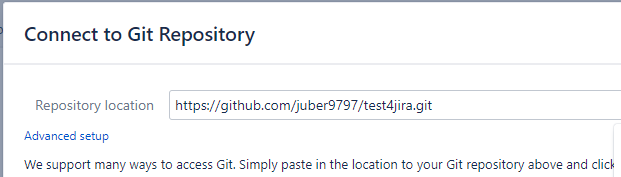 Connect to Git Repository
Repository location https://github.com/juber9797/test4jira.git
Advanced setup
We support many ways to access Git. Simply paste in the location to your Git repository above and click